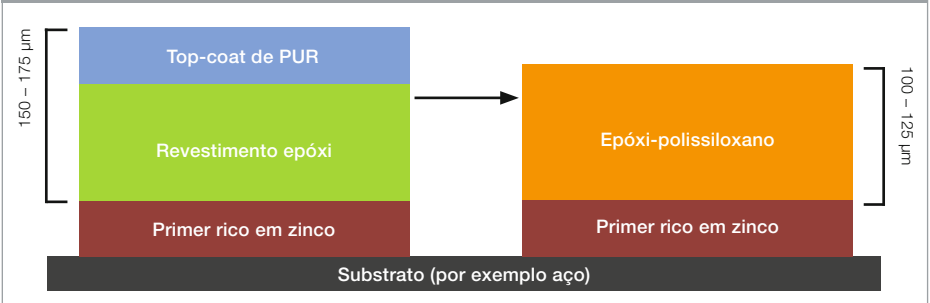 150 – 175 µm
Top-coat de PUR
Revestimento epóxi
Primer rico em zinco
Epóxi-polissiloxano
Primer rico em zinco
100 – 125 µm
Substrato (por exemplo aço)